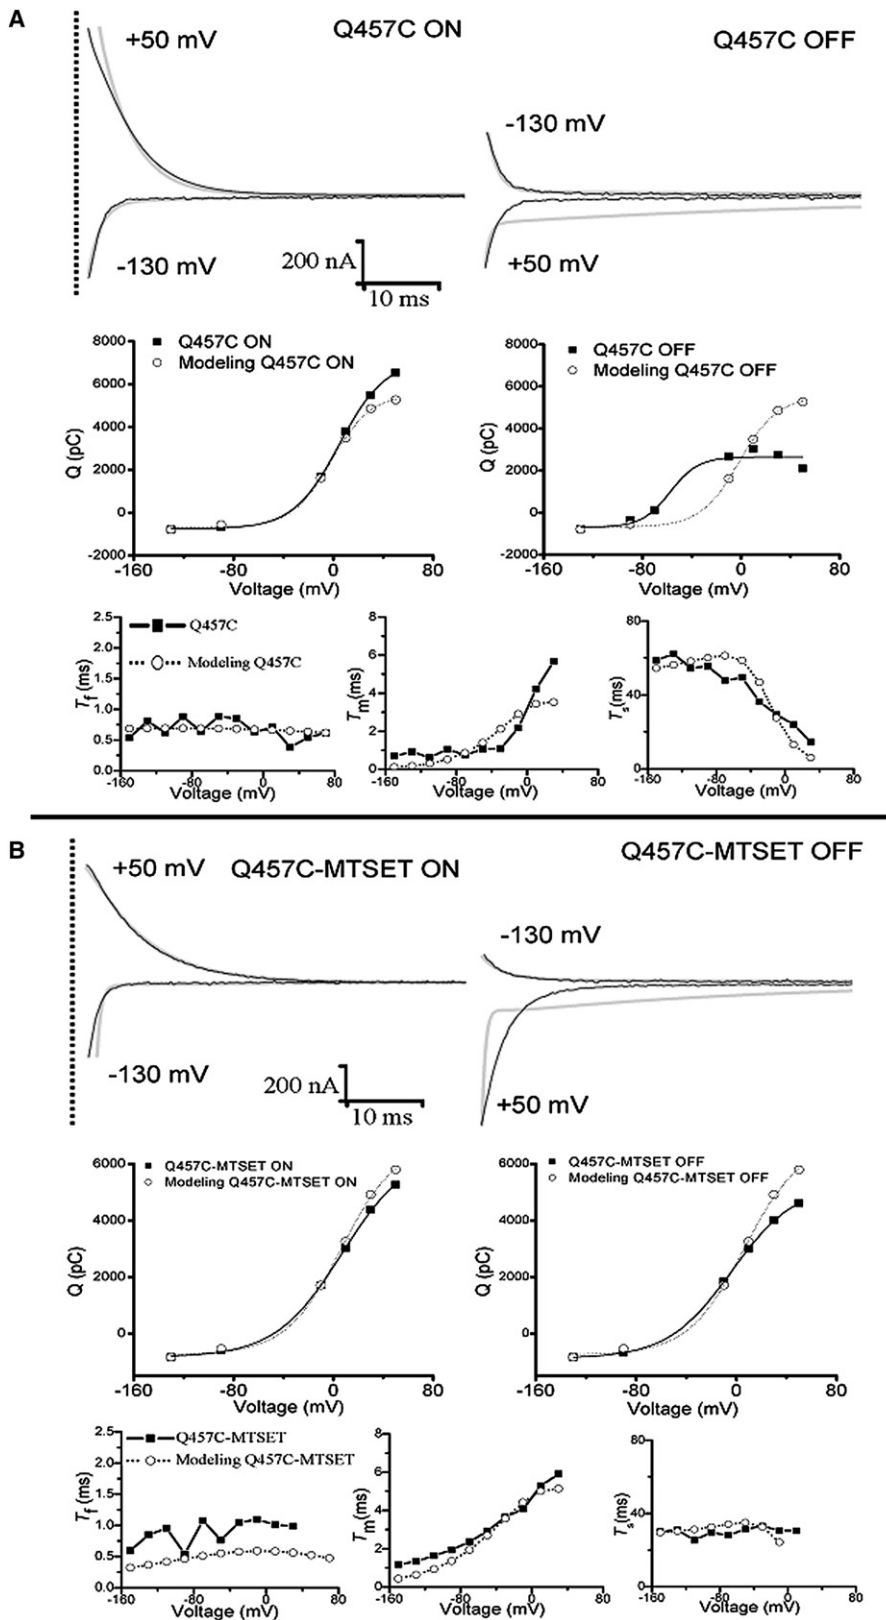 A
+50 mV
Q457C ON
Q457C OFF
-130 mV
-130 mV
+50 mV
200 nA
10 ms
Q457C ON
Modeling Q457C ON
8000
6000
4000
2000
0
-2000
Q (pC)
-160 -80 0 80
Voltage (mV)
Q457C OFF
Modeling Q457C OFF
8000
6000
4000
2000
0
-2000
Q (pC)
-160 -80 0 80
Voltage (mV)
Q457C
Modeling Q457C
2.5
2.0
1.5
1.0
0.5
0.0
Tf (ms)
-160 -80 0 80
Voltage (mV)
8
6
4
2
0
Tm (ms)
-160 -80 0 80
Voltage (mV)
80
40
0
Ts (ms)
-160 -80 0 80
Voltage (mV)
B
+50 mV
Q457C-MTSET ON
Q457C-MTSET OFF
-130 mV
-130 mV
+50 mV
200 nA
10 ms
Q457C-MTSET ON
Modeling Q457C-MTSET ON
6000
4000
2000
0
Q (pC)
-160 -80 0 80
Voltage (mV)
Q457C-MTSET OFF
Modeling Q457C-MTSET OFF
6000
4000
2000
0
Q (pC)
-160 -80 0 80
Voltage (mV)
Q457C-MTSET
Modeling Q457C-MTSET
2.5
2.0
1.5
1.0
0.5
0.0
Tf (ms)
-160 -80 0 80
Voltage (mV)
8
6
4
2
0
Tm (ms)
-160 -80 0 80
Voltage (mV)
80
40
0
Ts (ms)
-160 -80 0 80
Voltage (mV)